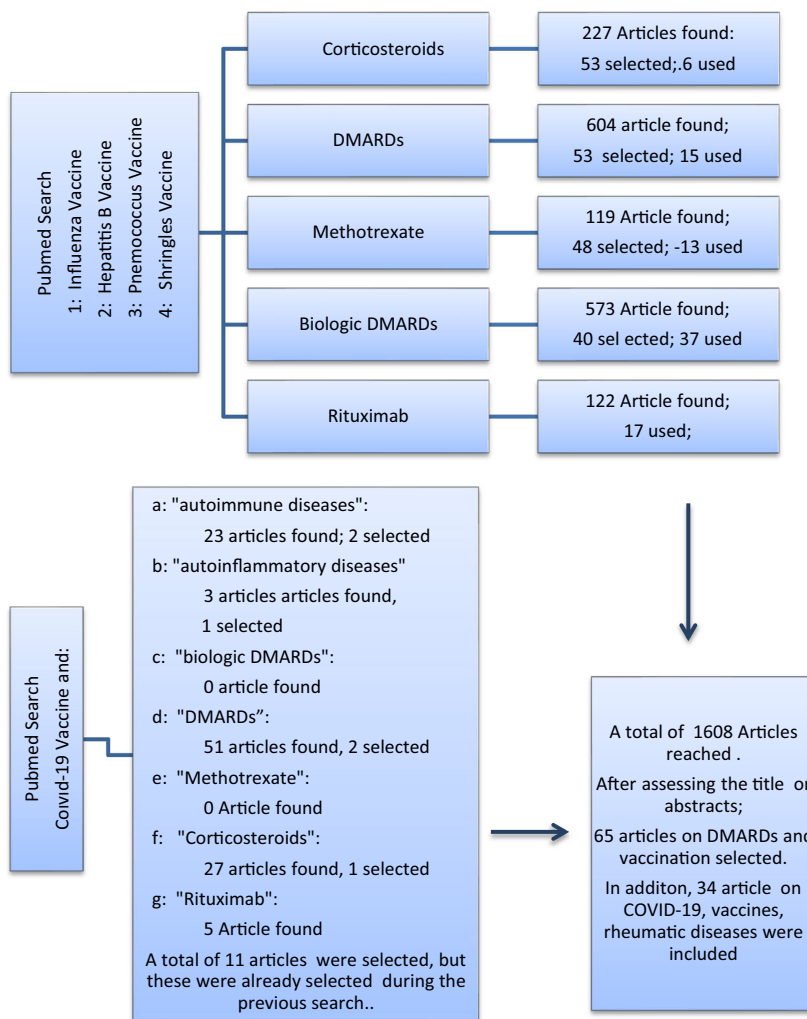 Pubmed Search
1: Influenza Vaccine
2: Hepatitis B Vaccine
3: Pnemococcus Vaccine
4: Shringles Vaccine
Corticosteroids
227 Articles found:
53 selected;.6 used
DMARDs
604 article found;
53 selected; 15 used
Methotrexate
119 Article found;
48 selected; -13 used
Biologic DMARDs
573 Article found;
40 sel ected; 37 used
Rituximab
122 Article found;
17 used;
Pubmed Search
Coivid-19 Vaccine and:
a: "autoimmune diseases":
23 articles found; 2 selected
b: "autoinflammatory diseases"
3 articles articles found,
1 selected
c: "biologic DMARDs":
0 article found
d: "DMARDs”
51 articles found, 2 selected
e: "Methotrexate":
0 Article found
f: "Corticosteroids":
27 articles found, 1 selected
g: "Rituximab":
5 Article found
A total of 11 articles were selected, but
these were already selected during the
previous search..
A total of 1608 Articles
reached .
After assessing the title or
abstracts;
65 articles on DMARDs and
vaccination selected.
In additon, 34 article on
COVID-19, vaccines,
rheumatic diseases were
included